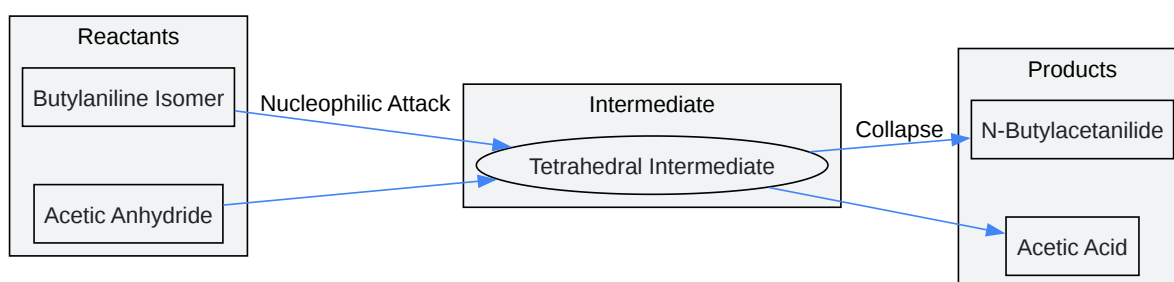 Reactants
Butylaniline Isomer
Acetic Anhydride
Nucleophilic Attack
Intermediate
Tetrahedral Intermediate
Collapse
Products
N-Butylacetanilide
Acetic Acid